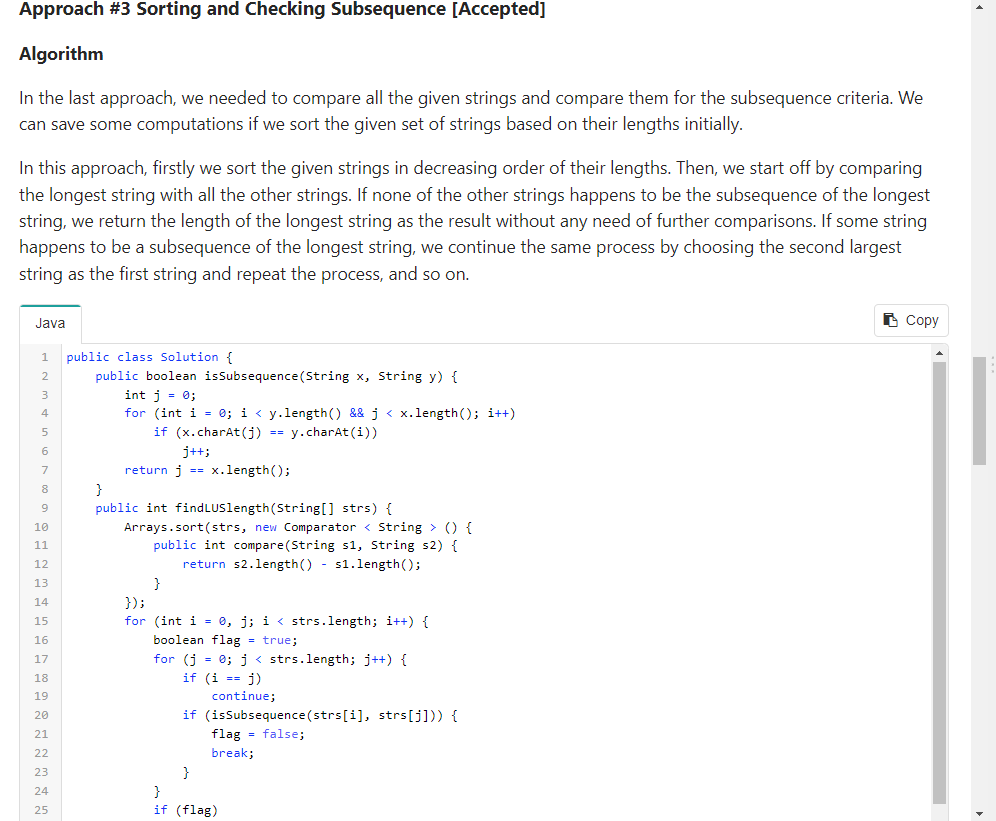 Approach #3 Sorting and Checking Subsequence [Accepted]
Algorithm
In the last approach, we needed to compare all the given strings and compare them for the subsequence criteria. We
can save some computations if we sort the given set of strings based on their lengths initially.
In this approach, firstly we sort the given strings in decreasing order of their lengths. Then, we start off by comparing
the longest string with all the other strings. If none of the other strings happens to be the subsequence of the longest
string, we return the length of the longest string as the result without any need of further comparisons. If some string
happens to be a subsequence of the longest string, we continue the same process by choosing the second largest
string as the first string and repeat the process, and so on.
Java
Copy
1 public class Solution {
2     public boolean isSubsequence(String x, String y) {
3         int j = 0;
4         for (int i = 0; i < y.length() && j < x.length(); i++)
5             if (x.charAt(j) == y.charAt(i))
6                 j++;
7         return j == x.length();
8     }
9     public int findLUSlength(String[] strs) {
10         Arrays.sort(strs, new Comparator < String > () {
11             public int compare(String s1, String s2) {
12                 return s2.length() - s1.length();
13             }
14         });
15         for (int i = 0, j; i < strs.length; i++) {
16             boolean flag = true;
17             for (j = 0; j < strs.length; j++) {
18                 if (i == j)
19                     continue;
20                 if (isSubsequence(strs[i], strs[j])) {
21                     flag = false;
22                     break;
23                 }
24             }
25             if (flag)